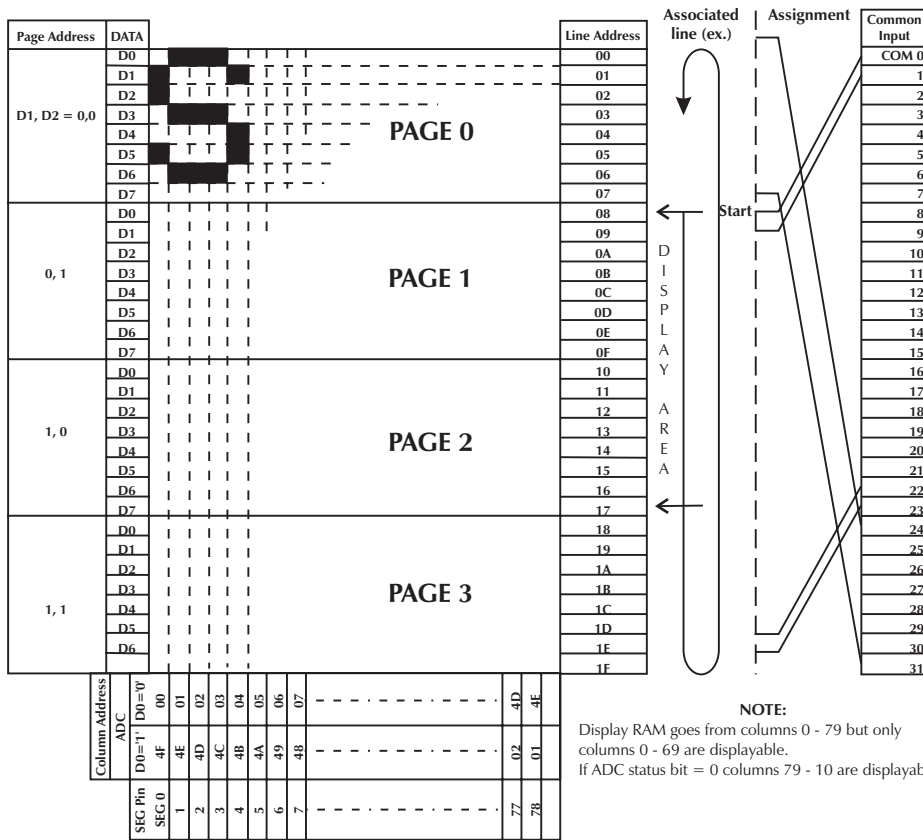 Page Address DATA Line Address Associated line (ex.) Assignment Common Input
D0 00 COM 0
D1 01 1
D2 02 2
D1, D2 = 0,0 D3 PAGE 0 03 3
D4 04 4
D5 05 5
D6 06 6
D7 07 7
D0 08 Start 8
D1 09 9
D2 0A D 10
0, 1 D3 PAGE 1 0B I 11
D4 0C S 12
D5 0D P 13
D6 0E L 14
D7 0F A 15
D0 10 Y 16
D1 11 17
D2 12 A 18
1, 0 D3 PAGE 2 13 R 19
D4 14 E 20
D5 15 A 21
D6 16 22
D7 17 23
D0 18 24
D1 19 25
D2 1A 26
D3 PAGE 3 1B 27
1, 1 D4 1C 28
D5 1D 29
D6 1E 30
1F 31
Column Address ADC D0='0' 00 01 02 03 04 05 06 07 4D 4E
D0='1' 4F 4E 4D 4C 4B 4A 49 48 02 01
SEG Pin SEG 0 1 2 3 4 5 6 7 77 78
NOTE:
Display RAM goes from columns 0 - 79 but only
columns 0 - 69 are displayable.
If ADC status bit = 0 columns 79 - 10 are displayab